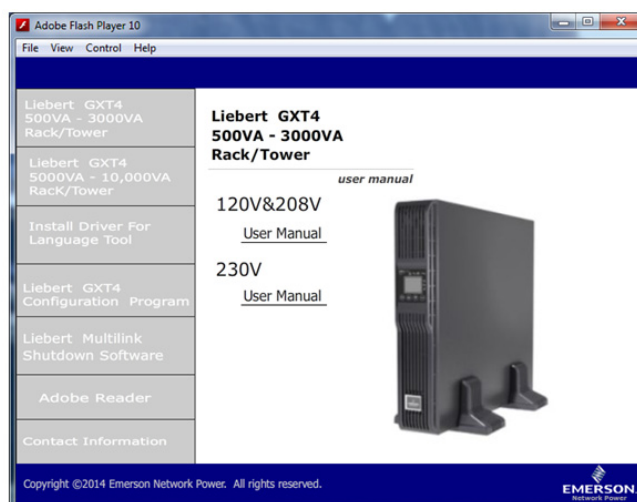 Adobe Flash Player 10
File View Control Help
Liebert GXT4
500VA - 3000VA
Rack/Tower
Liebert GXT4
5000VA - 10,000VA
RacK/Tower
Install Driver For
Language Tool
Liebert GXT4
Configuration Program
Liebert Multilink
Shutdown Software
Adobe Reader
Contact Information
Liebert GXT4
500VA - 3000VA
Rack/Tower
user manual
120V&208V
User Manual
230V
User Manual
Copyright ©2014 Emerson Network Power. All rights reserved.
EMERSON
Network Power